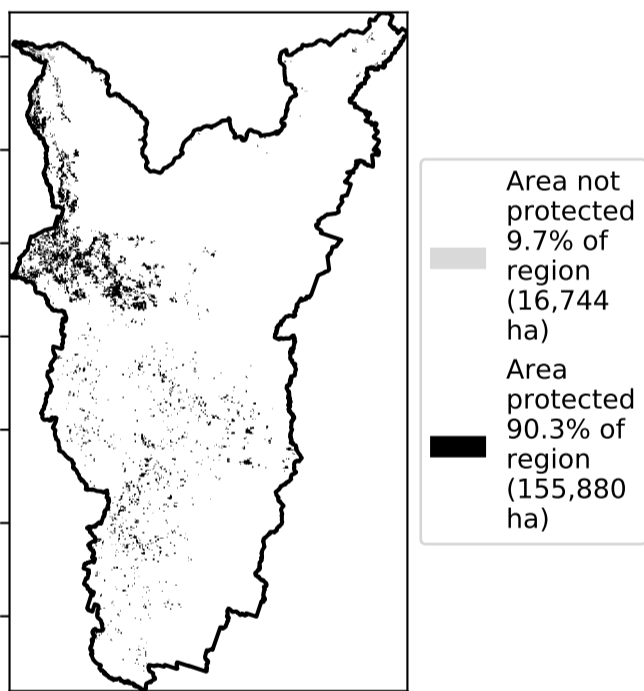 Area not
protected
9.7% of
region
(16,744
ha)
Area
protected
90.3% of
region
(155,880
ha)